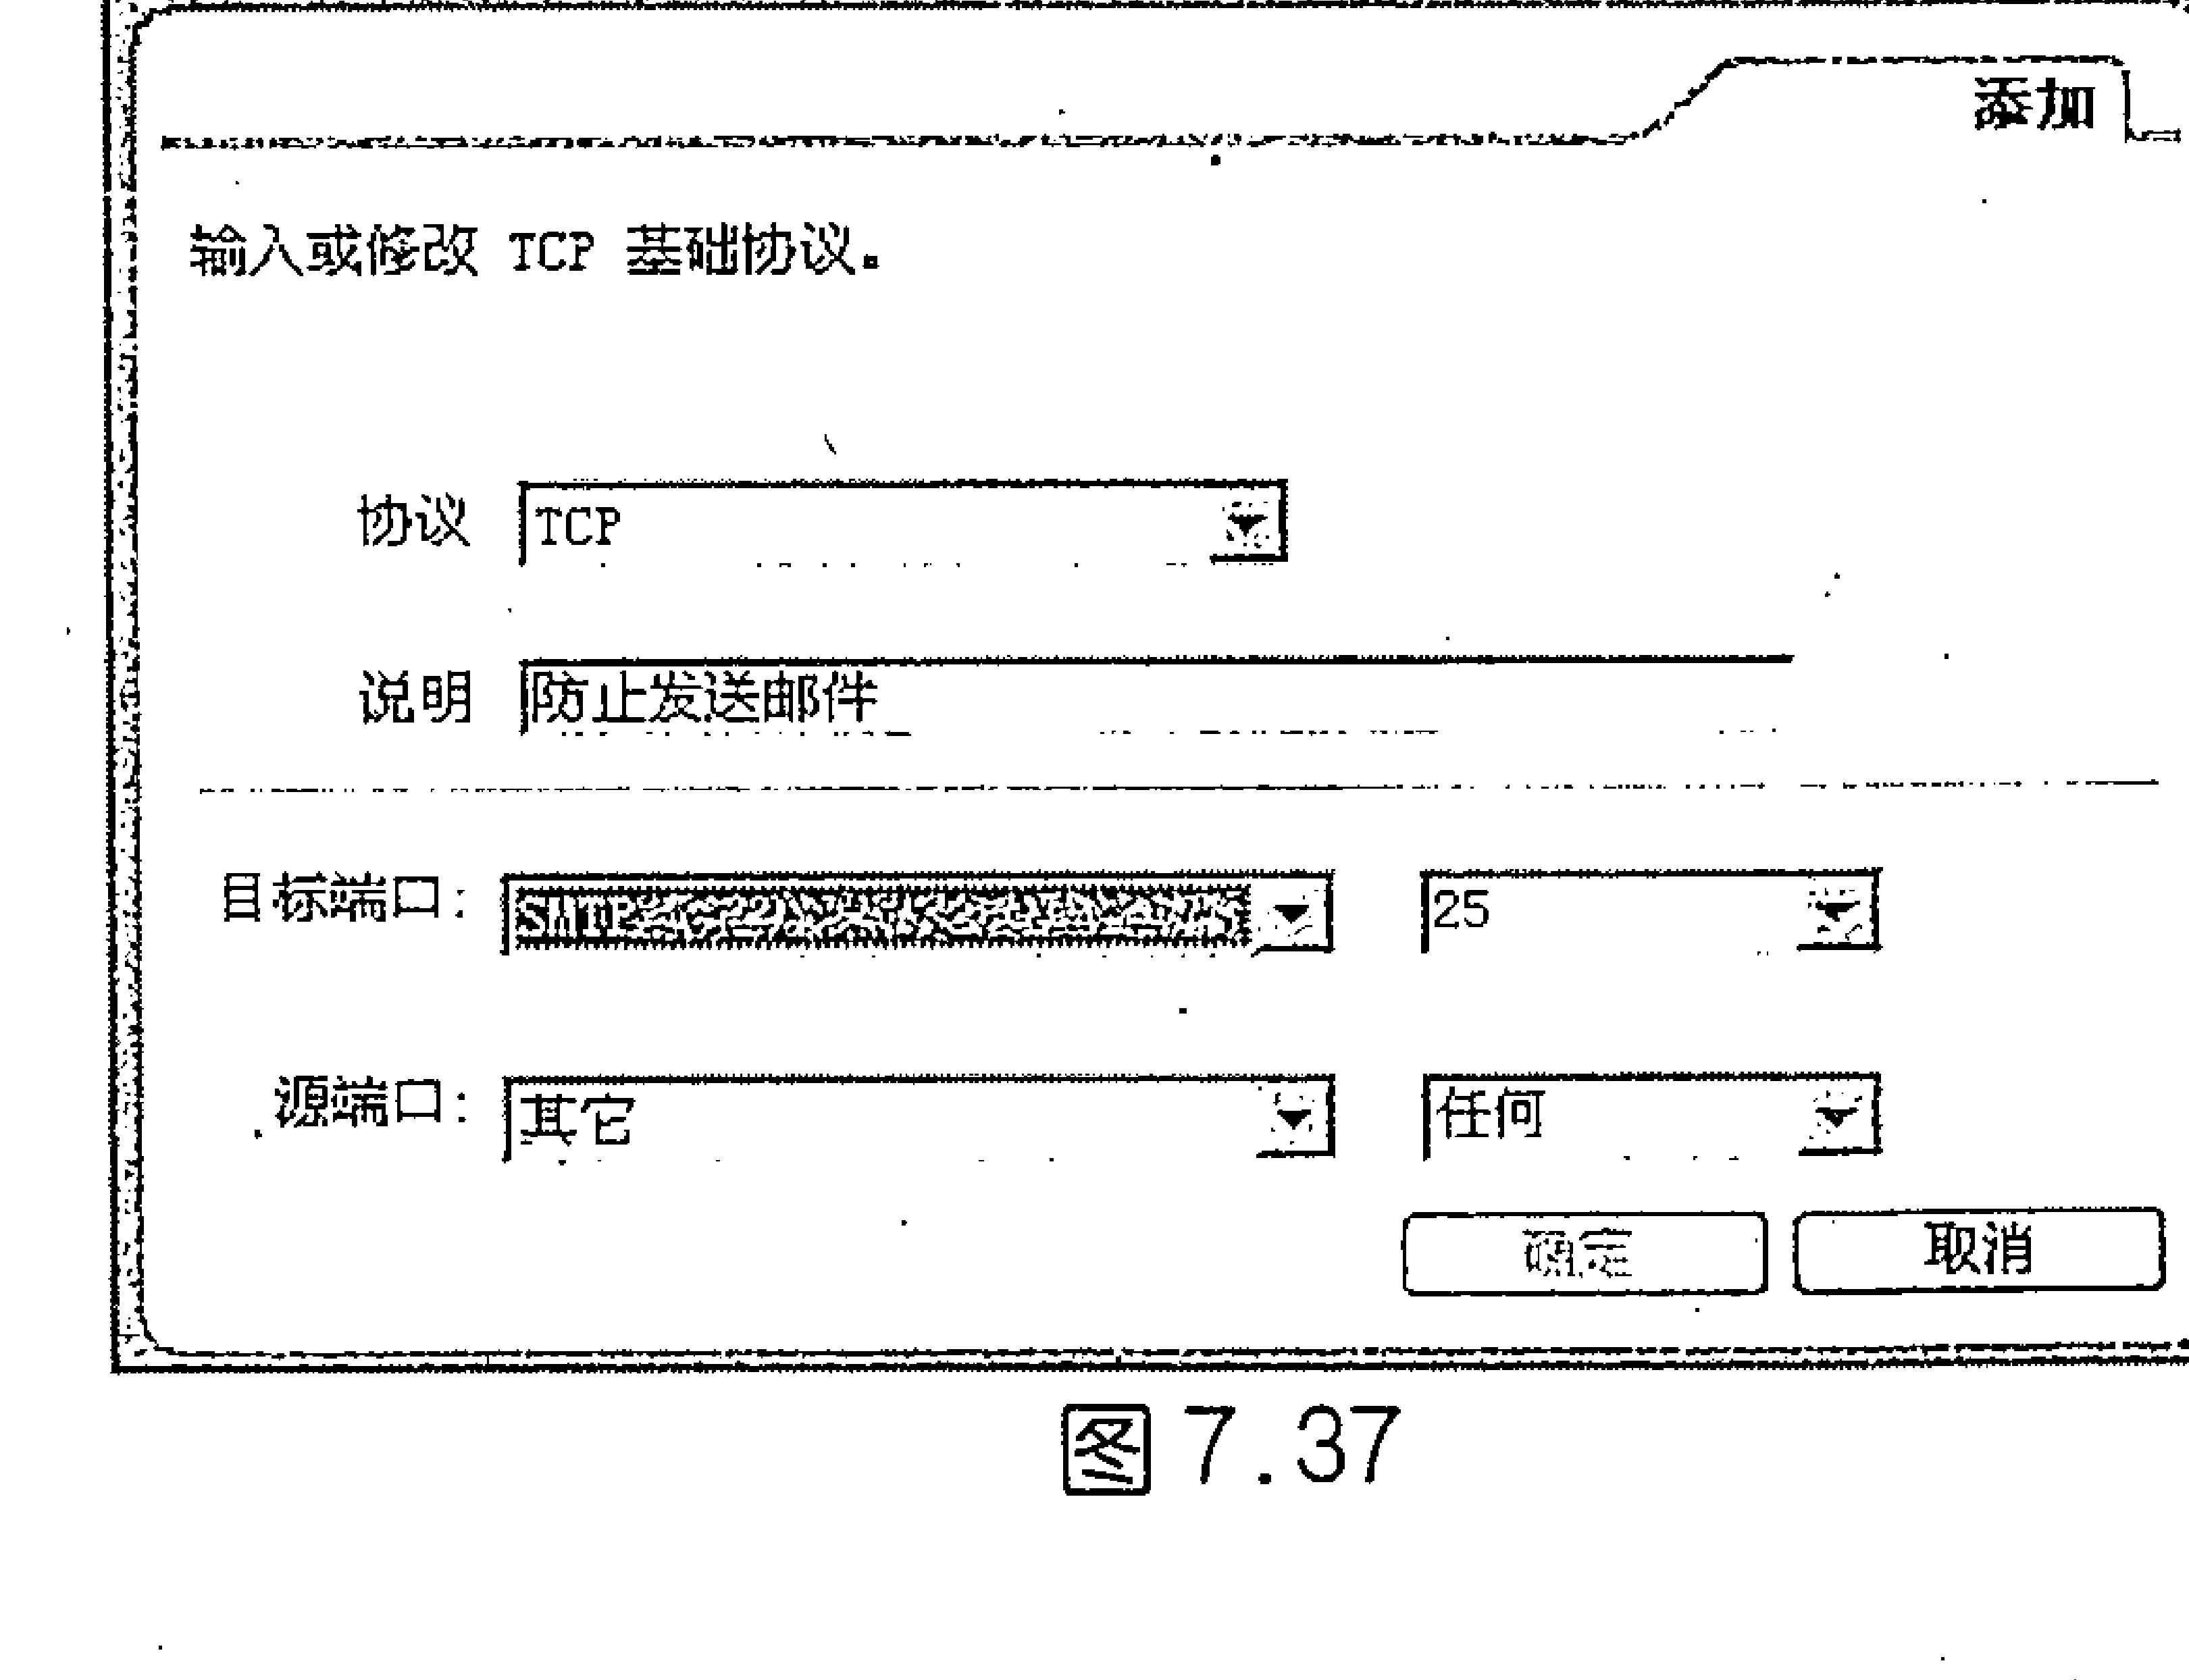 添加
输入或修改 TCP 基础协议。
协议 TCP
说明 防止发送邮件
目标端口: SMTP 25
源端口: 其它 任何
确定 取消
图 7.37